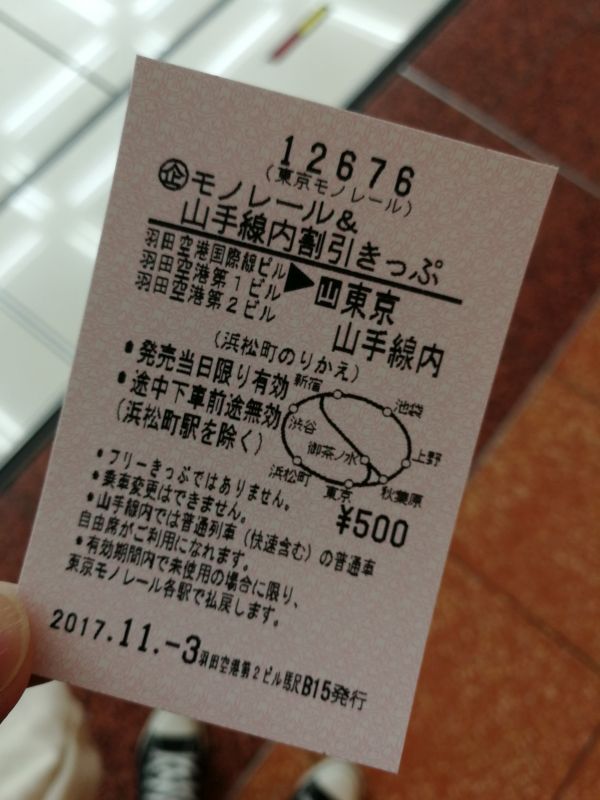 12676
(東京モノレール)
㊭モノレール&
山手線内割引きっぷ
羽田空港国際線ビル
羽田空港第1ビル
羽田空港第2ビル
▶
山東京
山手線内
(浜松町のりかえ)
・発売当日限り有効
・途中下車前途無効
(浜松町駅を除く)
新宿
池袋
渋谷
御茶ノ水
上野
浜松町
東京
秋葉原
¥500
・フリーきっぷではありません。
・乗車変更はできません。
・山手線内では普通列車(快速含む)の普通車
自由席がご利用になれます。
・有効期間内で未使用の場合に限り、
東京モノレール各駅で払戻します。
2017.11.-3羽田空港第2ビル駅B15発行